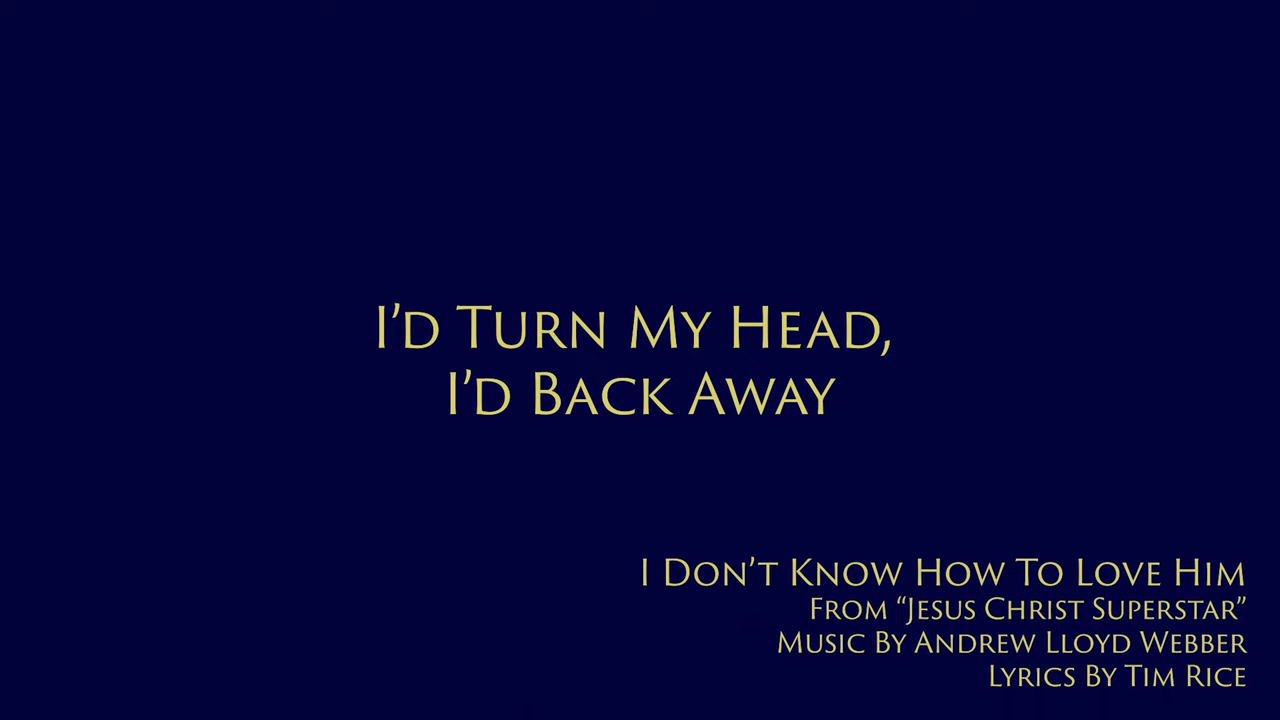 I'd Turn My Head,
I'd Back Away
I Don't Know How To Love Him
From “Jesus Christ Superstar”
Music By Andrew Lloyd Webber
Lyrics By Tim Rice